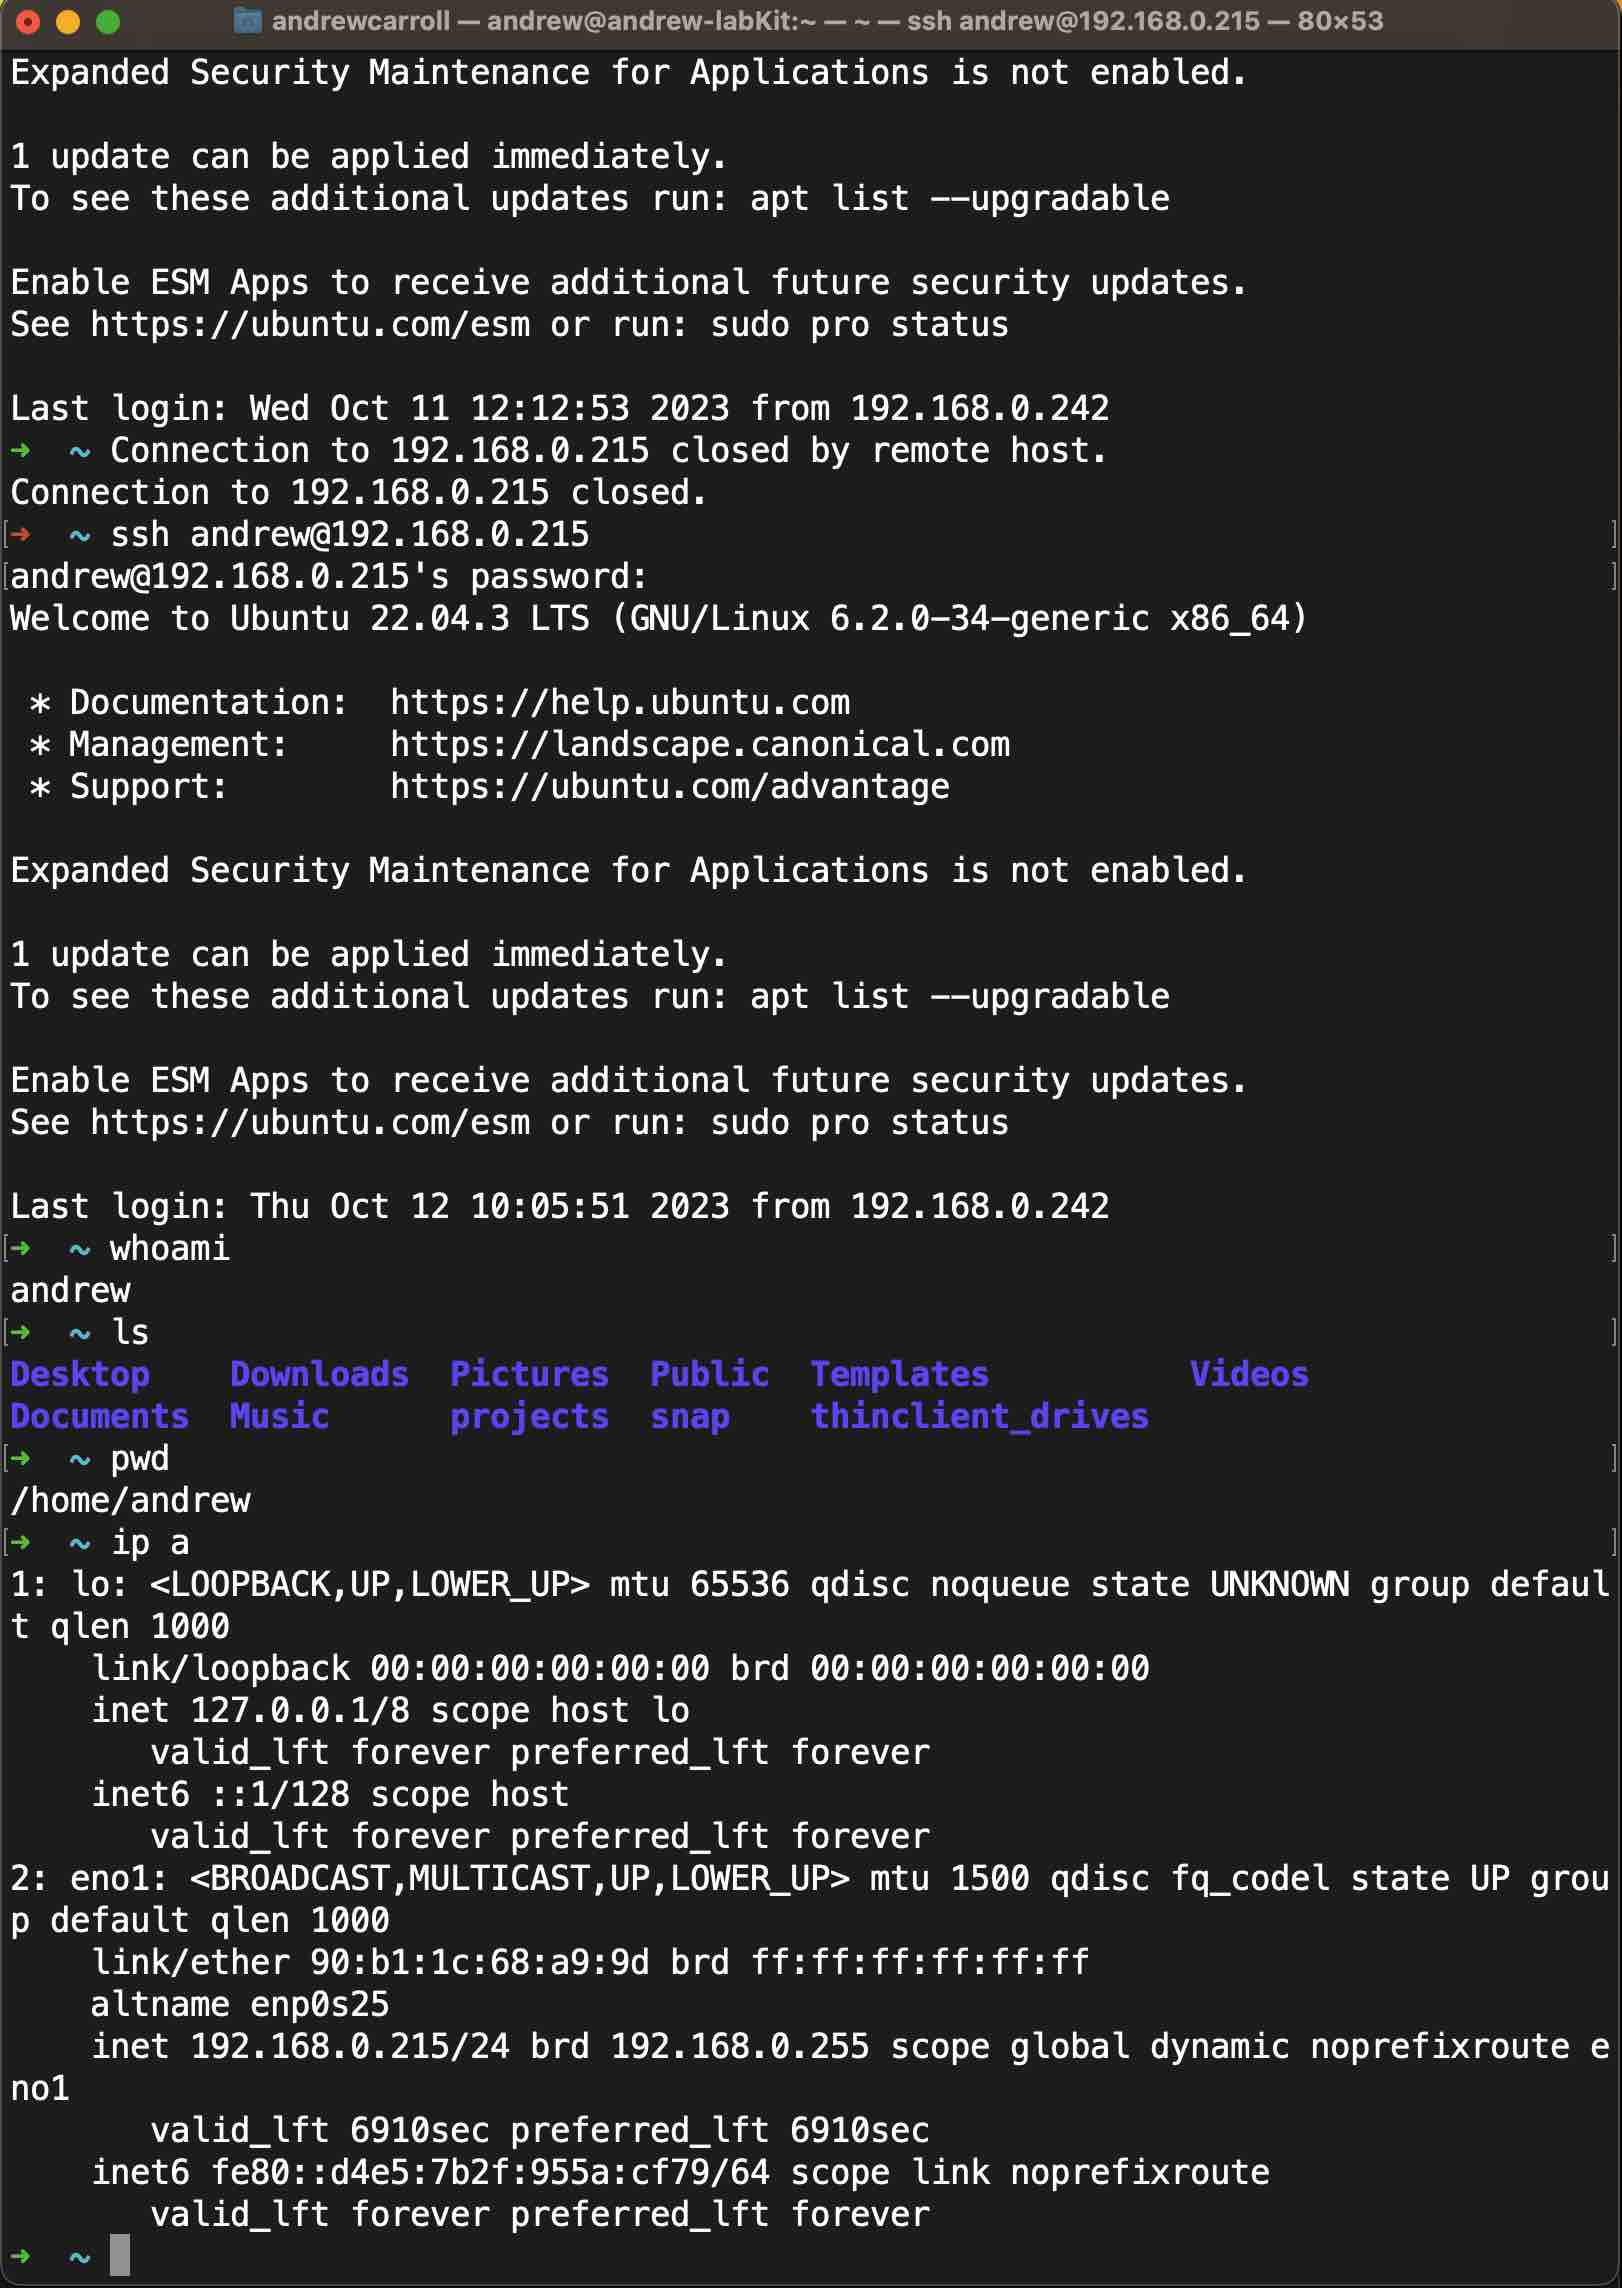 andrewcarroll — andrew@andrew-labKit:~ — ~ — ssh andrew@192.168.0.215 — 80×53
Expanded Security Maintenance for Applications is not enabled.
1 update can be applied immediately.
To see these additional updates run: apt list --upgradable
Enable ESM Apps to receive additional future security updates.
See https://ubuntu.com/esm or run: sudo pro status
Last login: Wed Oct 11 12:12:53 2023 from 192.168.0.242
➜  ~ Connection to 192.168.0.215 closed by remote host.
Connection to 192.168.0.215 closed.
[➜  ~ ssh andrew@192.168.0.215 ]
[andrew@192.168.0.215's password: ]
Welcome to Ubuntu 22.04.3 LTS (GNU/Linux 6.2.0-34-generic x86_64)
 * Documentation:  https://help.ubuntu.com
 * Management:     https://landscape.canonical.com
 * Support:        https://ubuntu.com/advantage
Expanded Security Maintenance for Applications is not enabled.
1 update can be applied immediately.
To see these additional updates run: apt list --upgradable
Enable ESM Apps to receive additional future security updates.
See https://ubuntu.com/esm or run: sudo pro status
Last login: Thu Oct 12 10:05:51 2023 from 192.168.0.242
[➜  ~ whoami ]
andrew
[➜  ~ ls ]
Desktop    Downloads  Pictures  Public  Templates          Videos
Documents  Music      projects  snap    thinclient_drives
[➜  ~ pwd ]
/home/andrew
[➜  ~ ip a ]
1: lo: <LOOPBACK,UP,LOWER_UP> mtu 65536 qdisc noqueue state UNKNOWN group defaul
t qlen 1000
    link/loopback 00:00:00:00:00:00 brd 00:00:00:00:00:00
    inet 127.0.0.1/8 scope host lo
       valid_lft forever preferred_lft forever
    inet6 ::1/128 scope host
       valid_lft forever preferred_lft forever
2: eno1: <BROADCAST,MULTICAST,UP,LOWER_UP> mtu 1500 qdisc fq_codel state UP grou
p default qlen 1000
    link/ether 90:b1:1c:68:a9:9d brd ff:ff:ff:ff:ff:ff
    altname enp0s25
    inet 192.168.0.215/24 brd 192.168.0.255 scope global dynamic noprefixroute e
no1
       valid_lft 6910sec preferred_lft 6910sec
    inet6 fe80::d4e5:7b2f:955a:cf79/64 scope link noprefixroute
       valid_lft forever preferred_lft forever
➜  ~